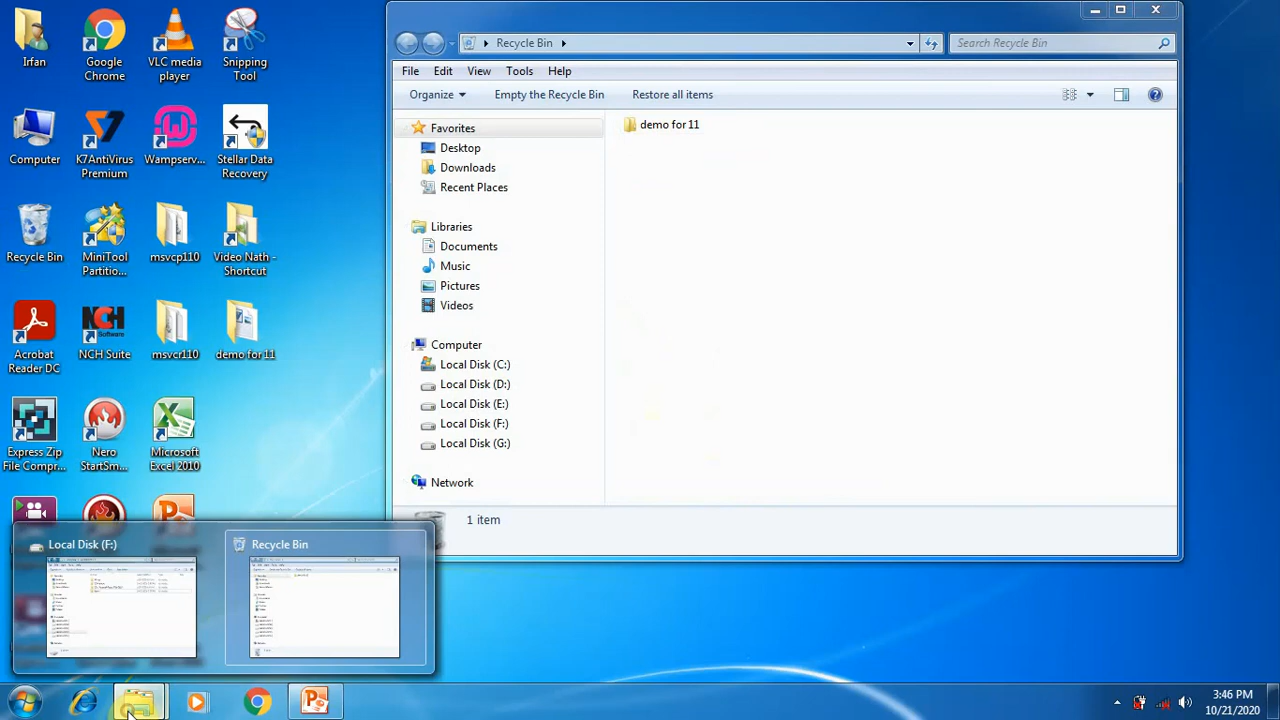 Irfan
Google Chrome
VLC media player
Snipping Tool
Computer
K7AntiVirus Premium
Wampserv...
Stellar Data Recovery
Recycle Bin
MiniTool Partitio...
msvcp110
Video Nath - Shortcut
Acrobat Reader DC
NCH Suite
msvcr110
demo for 11
Express Zip File Compr...
Nero StartSm...
Microsoft Excel 2010
Recycle Bin
Search Recycle Bin
File Edit View Tools Help
Organize Empty the Recycle Bin Restore all items
Favorites
demo for 11
Desktop
Downloads
Recent Places
Libraries
Documents
Music
Pictures
Videos
Computer
Local Disk (C:)
Local Disk (D:)
Local Disk (E:)
Local Disk (F:)
Local Disk (G:)
Network
1 item
Local Disk (F:)
Recycle Bin
3:46 PM
10/21/2020